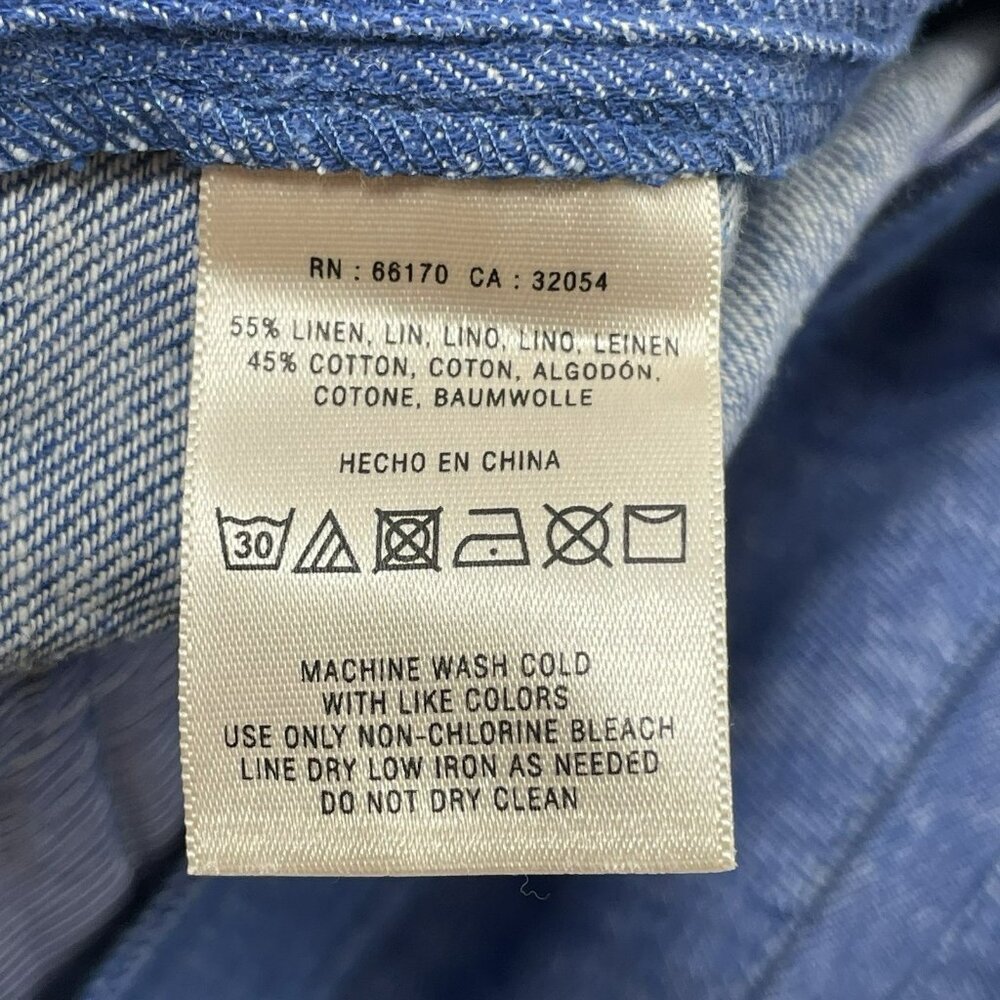 RN : 66170 CA : 32054
55% LINEN, LIN, LINO, LINO, LEINEN
45% COTTON, COTON, ALGODÓN,
COTONE, BAUMWOLLE
HECHO EN CHINA
30
MACHINE WASH COLD
WITH LIKE COLORS
USE ONLY NON-CHLORINE BLEACH
LINE DRY LOW IRON AS NEEDED
DO NOT DRY CLEAN